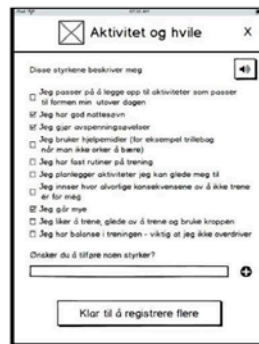 Aktivitet og hvile
X
Disse styrkene beskriver meg
Jeg passer på å legge opp til aktiviteter som passer
til formen min utover dagen
Jeg har god nattesøvn
Jeg gjør avspenningsøvelser
Jeg bruker hjelpemidler (for eksempel trillebag
når man ikke orker å bære)
Jeg har fast rutiner på trening
Jeg planlegger aktiviteter jeg kan glede meg til
Jeg innser hvor alvorlige konsekvensene av å ikke trene
er for meg
Jeg går mye
Jeg liker å trene, glede av å trene og bruke kroppen
Jeg har balanse i treningen - viktig at jeg ikke overdriver
Ønsker du å tilføre noen styrker?
Klar til å registrere flere